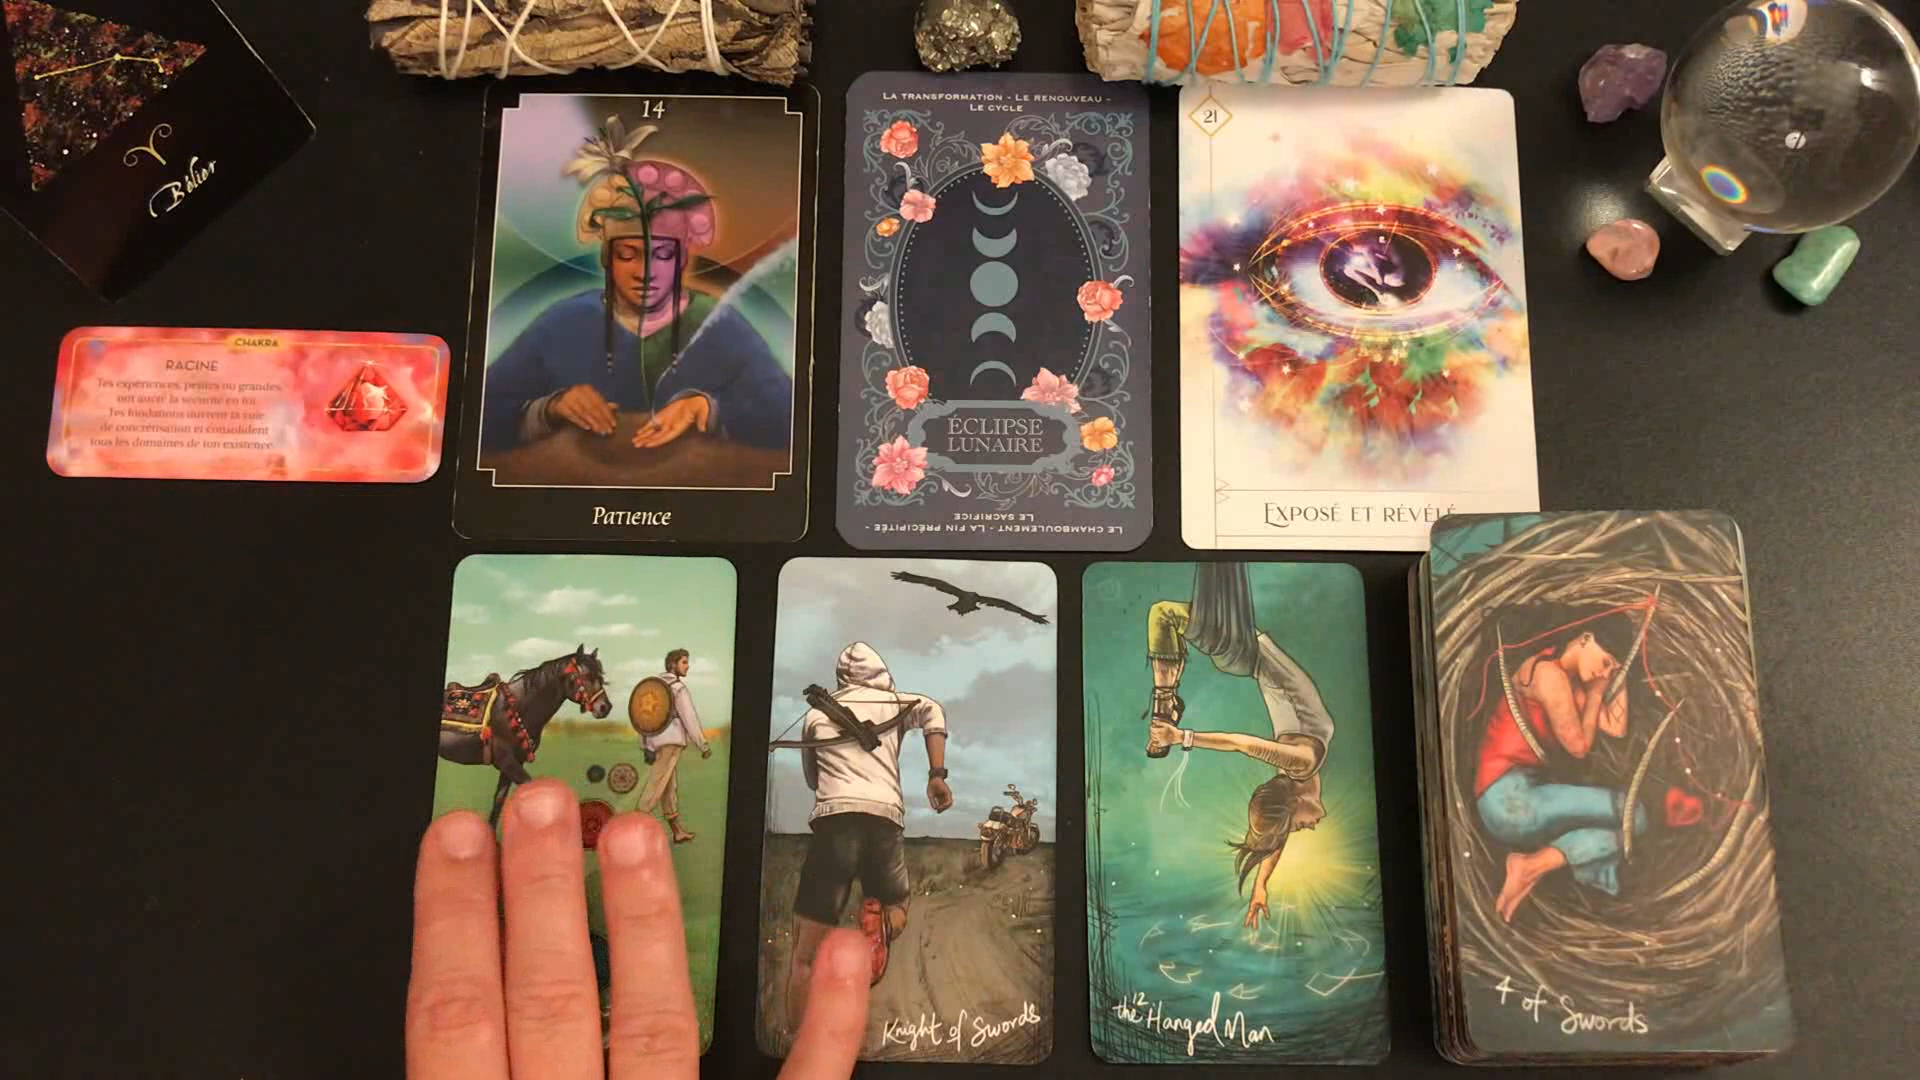 Bélier
CHAKRA
RACINE
Tes expériences, petites ou grandes,
ont ancré la sécurité en toi.
Tes fondations ouvrent ta voie
de concrétisation et consolident
tous les domaines de ton existence.
14
Patience
La transformation - Le renouveau -
Le cycle
ÉCLIPSE
LUNAIRE
Le chamboulement - La fin précipitée -
Le sacrifice
21
Exposé et révélé
Knight of Swords
12
the Hanged Man
4 of Swords